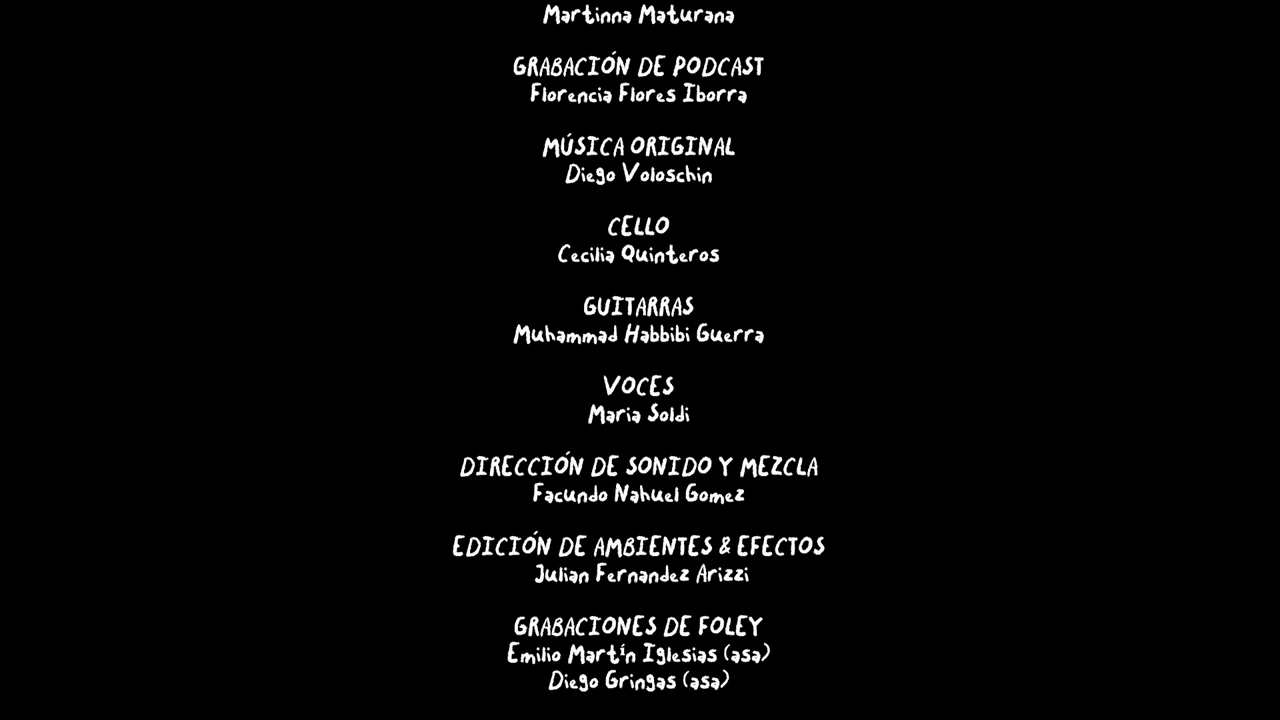 Martinna Maturana
GRABACIÓN DE PODCAST
Florencia Flores Iborra
MÚSICA ORIGINAL
Diego Voloschin
CELLO
Cecilia Quinteros
GUITARRAS
Muhammad Habbibi Guerra
VOCES
Maria Soldi
DIRECCIÓN DE SONIDO Y MEZCLA
Facundo Nahuel Gomez
EDICIÓN DE AMBIENTES & EFECTOS
Julian Fernandez Arizzi
GRABACIONES DE FOLEY
Emilio Martín Iglesias (asa)
Diego Gringas (asa)